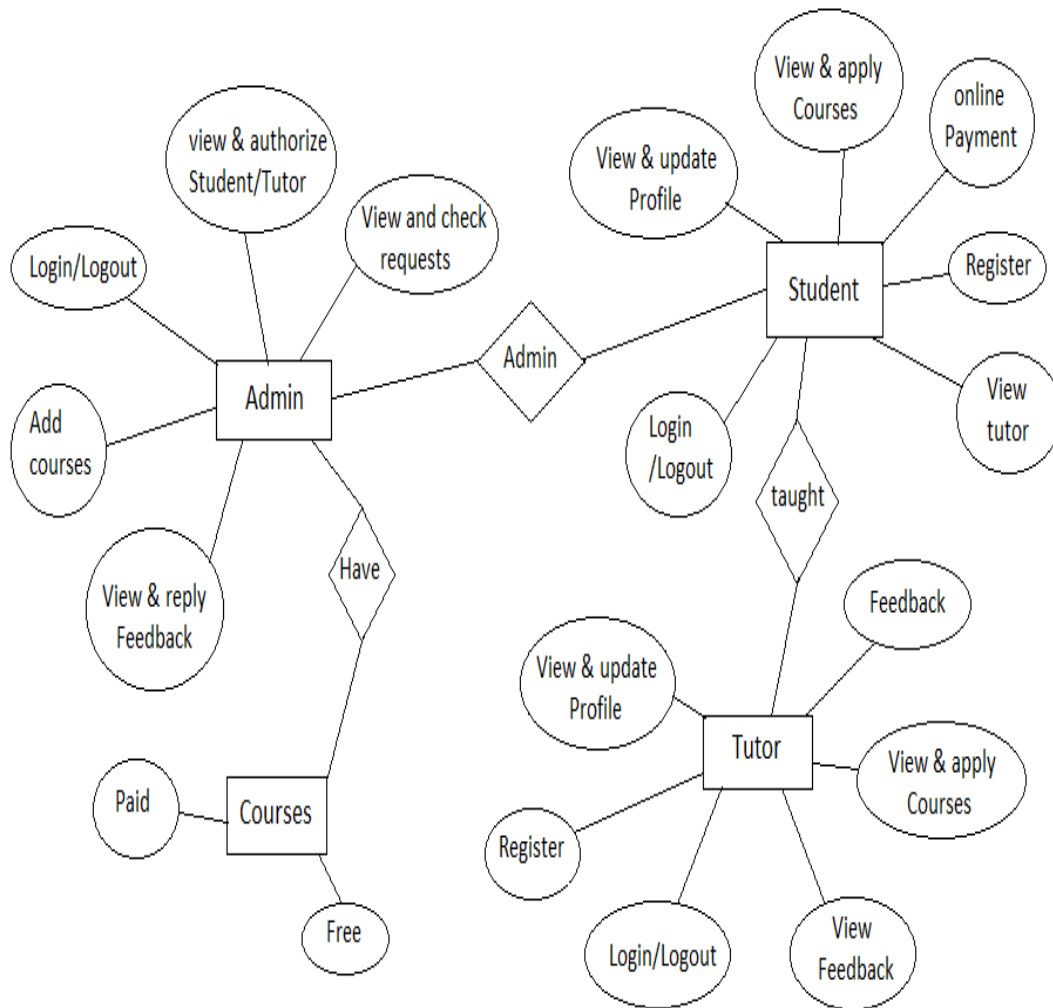 View & apply
Courses
online
Payment
view & authorize
Student/Tutor
View & update
Profile
View and check
requests
Login/Logout
Register
Student
Admin
Admin
View
tutor
Add
courses
Login
/Logout
taught
Have
View & reply
Feedback
Feedback
View & update
Profile
Tutor
View & apply
Courses
Paid
Courses
Register
Free
Login/Logout
View
Feedback